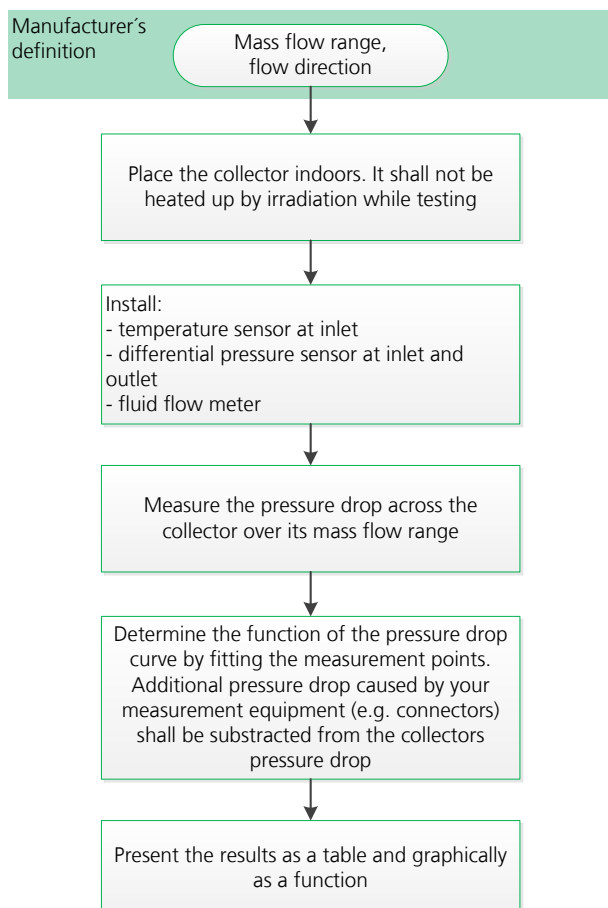 Manufacturer´s
definition
Mass flow range,
flow direction
Place the collector indoors. It shall not be
heated up by irradiation while testing
Install:
- temperature sensor at inlet
- differential pressure sensor at inlet and
outlet
- fluid flow meter
Measure the pressure drop across the
collector over its mass flow range
Determine the function of the pressure drop
curve by fitting the measurement points.
Additional pressure drop caused by your
measurement equipment (e.g. connectors)
shall be substracted from the collectors
pressure drop
Present the results as a table and graphically
as a function